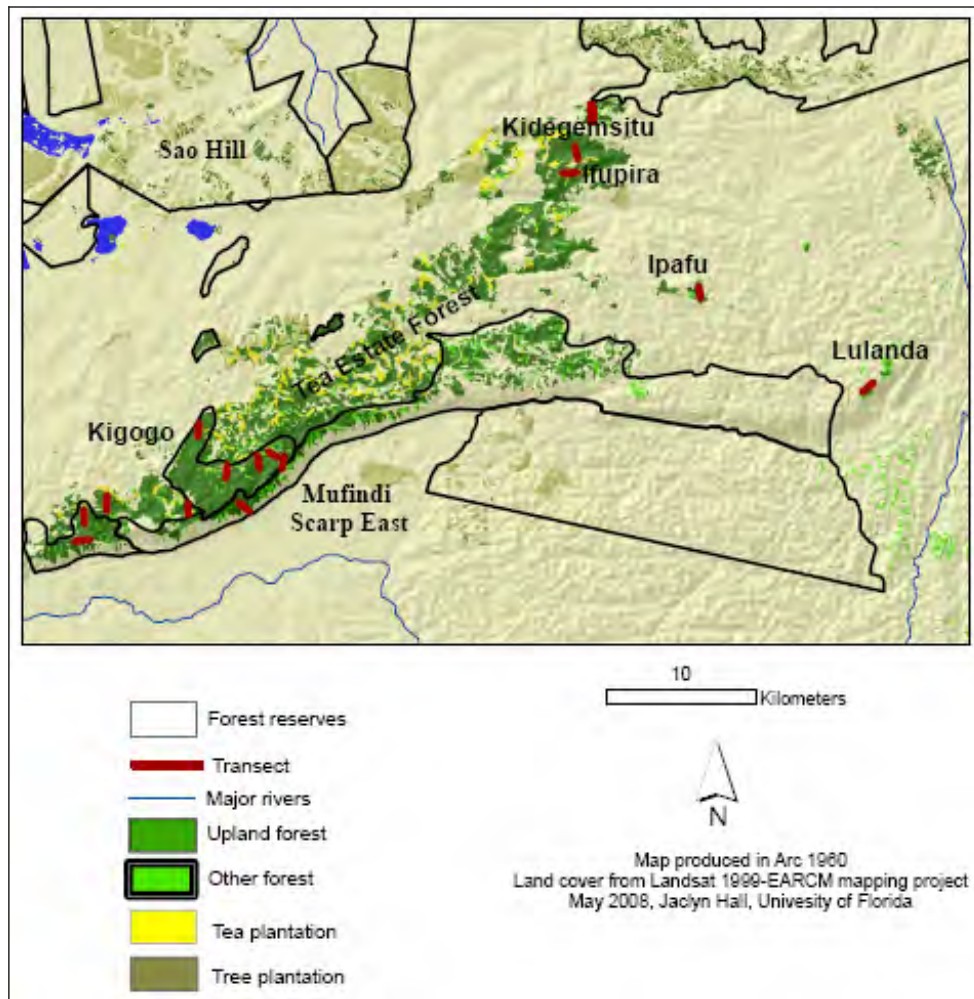 Kidegemsitu
Sao Hill
Itupira
Ipafu
Tea Estate Forest
Lulanda
Kigogo
Mufindi
Scarp East
10
Kilometers
Forest reserves
Transect
Major rivers
Upland forest
Other forest
Tea plantation
Tree plantation
N
Map produced in Arc 1960
Land cover from Landsat 1999-EARCM mapping project
May 2008, Jaclyn Hall, Univesity of Florida